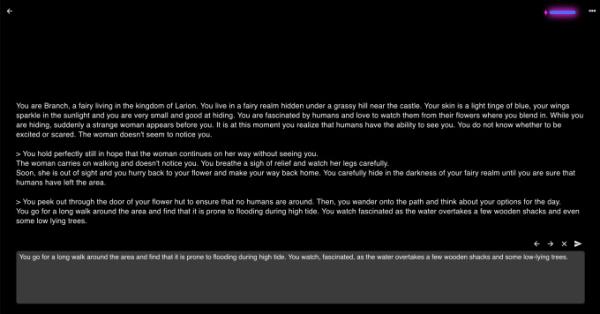 You are Branch, a fairy living in the kingdom of Larion. You live in a fairy realm hidden under a grassy hill near the castle. Your skin is a light tinge of blue, your wings
sparkle in the sunlight and you are very small and good at hiding. You are fascinated by humans and love to watch them from their flowers where you blend in. While you
are hiding, suddenly a strange woman appears before you. It is at this moment you realize that humans have the ability to see you. You do not know whether to be
excited or scared. The woman doesn't seem to notice you.
> You hold perfectly still in hope that the woman continues on her way without seeing you.
The woman carries on walking and doesn't notice you. You breathe a sigh of relief and watch her legs carefully.
Soon, she is out of sight and you hurry back to your flower and make your way back home. You carefully hide in the darkness of your fairy realm until you are sure that
humans have left the area.
> You peek out through the door of your flower hut to ensure that no humans are around. Then, you wander onto the path and think about your options for the day.
You go for a long walk around the area and find that it is prone to flooding during high tide. You watch fascinated as the water overtakes a few wooden shacks and even
some low lying trees.
You go for a long walk around the area and find that it is prone to flooding during high tide. You watch, fascinated, as the water overtakes a few wooden shacks and some low-lying trees.